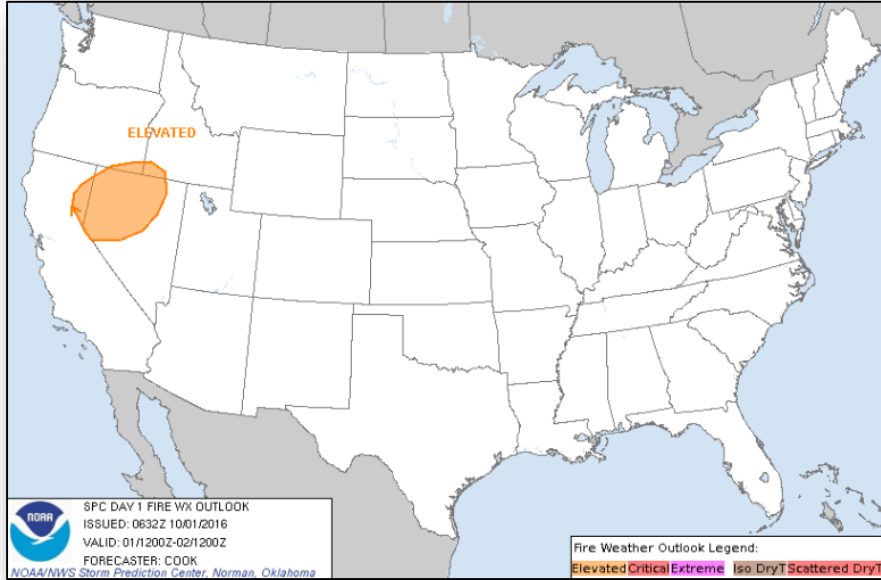 ELEVATED
NOAA
SPC DAY 1 FIRE WX OUTLOOK
ISSUED: 0632Z 10/01/2016
VALID: 01/1200Z-02/1200Z
FORECASTER: COOK
NOAA/NWS Storm Prediction Center, Norman, Oklahoma
Fire Weather Outlook Legend:
Elevated Critical Extreme Iso DryT Scattered DryT